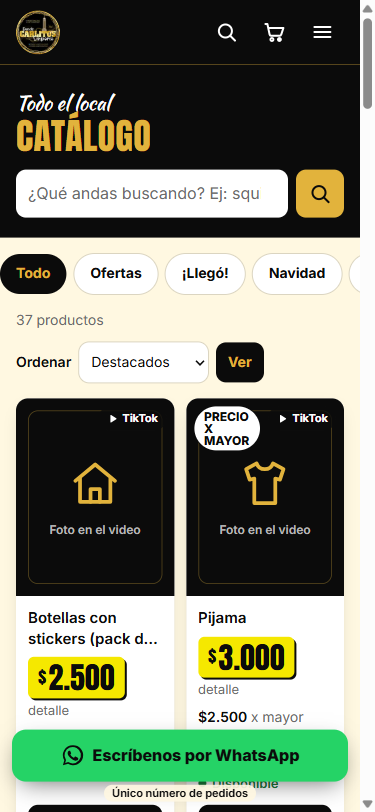 CARLITOS
Todo el local
CATÁLOGO
¿Qué andas buscando? Ej: squ
Todo
Ofertas
¡Llegó!
Navidad
37 productos
Ordenar
Destacados
Ver
TikTok
Foto en el video
Botellas con
stickers (pack d...
$2.500
detalle
PRECIO
X
MAYOR
TikTok
Foto en el video
Pijama
$3.000
detalle
$2.500 x mayor
Disponible
Escríbenos por WhatsApp
Único número de pedidos